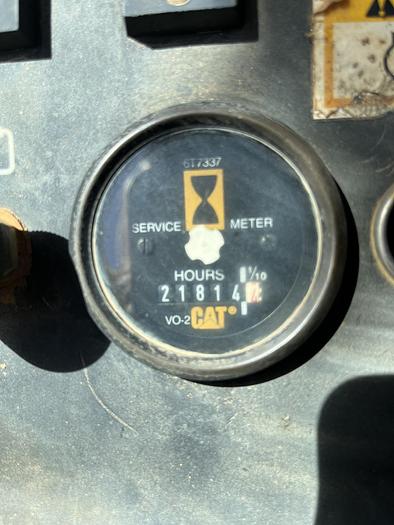 6T7337
SERVICE METER
HOURS 1/10
21814
VO-2 CAT®